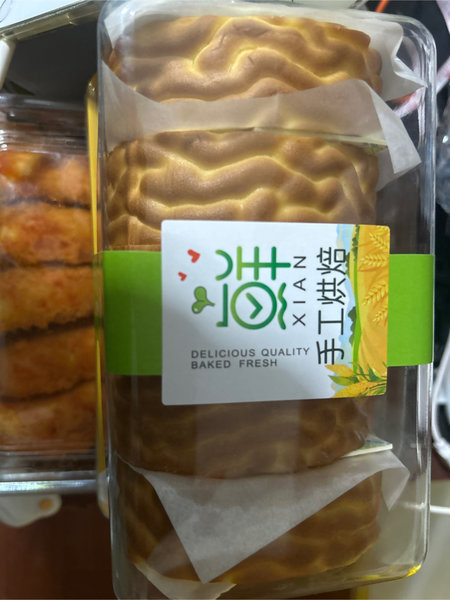 鲜
XIAN
手工烘焙
DELICIOUS QUALITY
BAKED FRESH